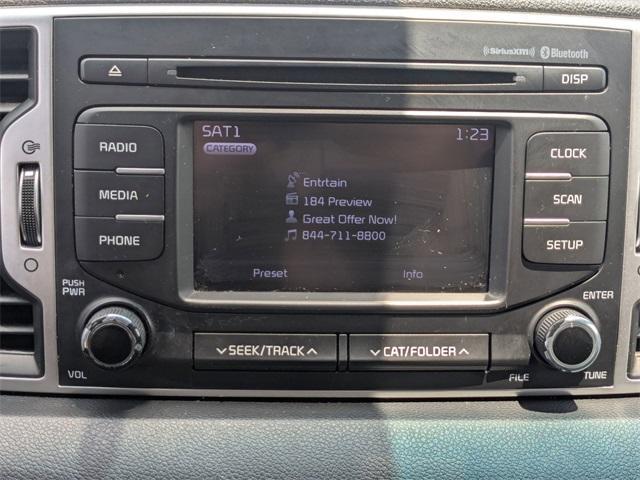 ((SiriusXM)) Bluetooth
DISP
RADIO
MEDIA
PHONE
SAT1 1:23
CATEGORY
Entrtain
184 Preview
Great Offer Now!
844-711-8800
Preset Info
CLOCK
SCAN
SETUP
PUSH
PWR
VOL
SEEK/TRACK
CAT/FOLDER
ENTER
FILE TUNE